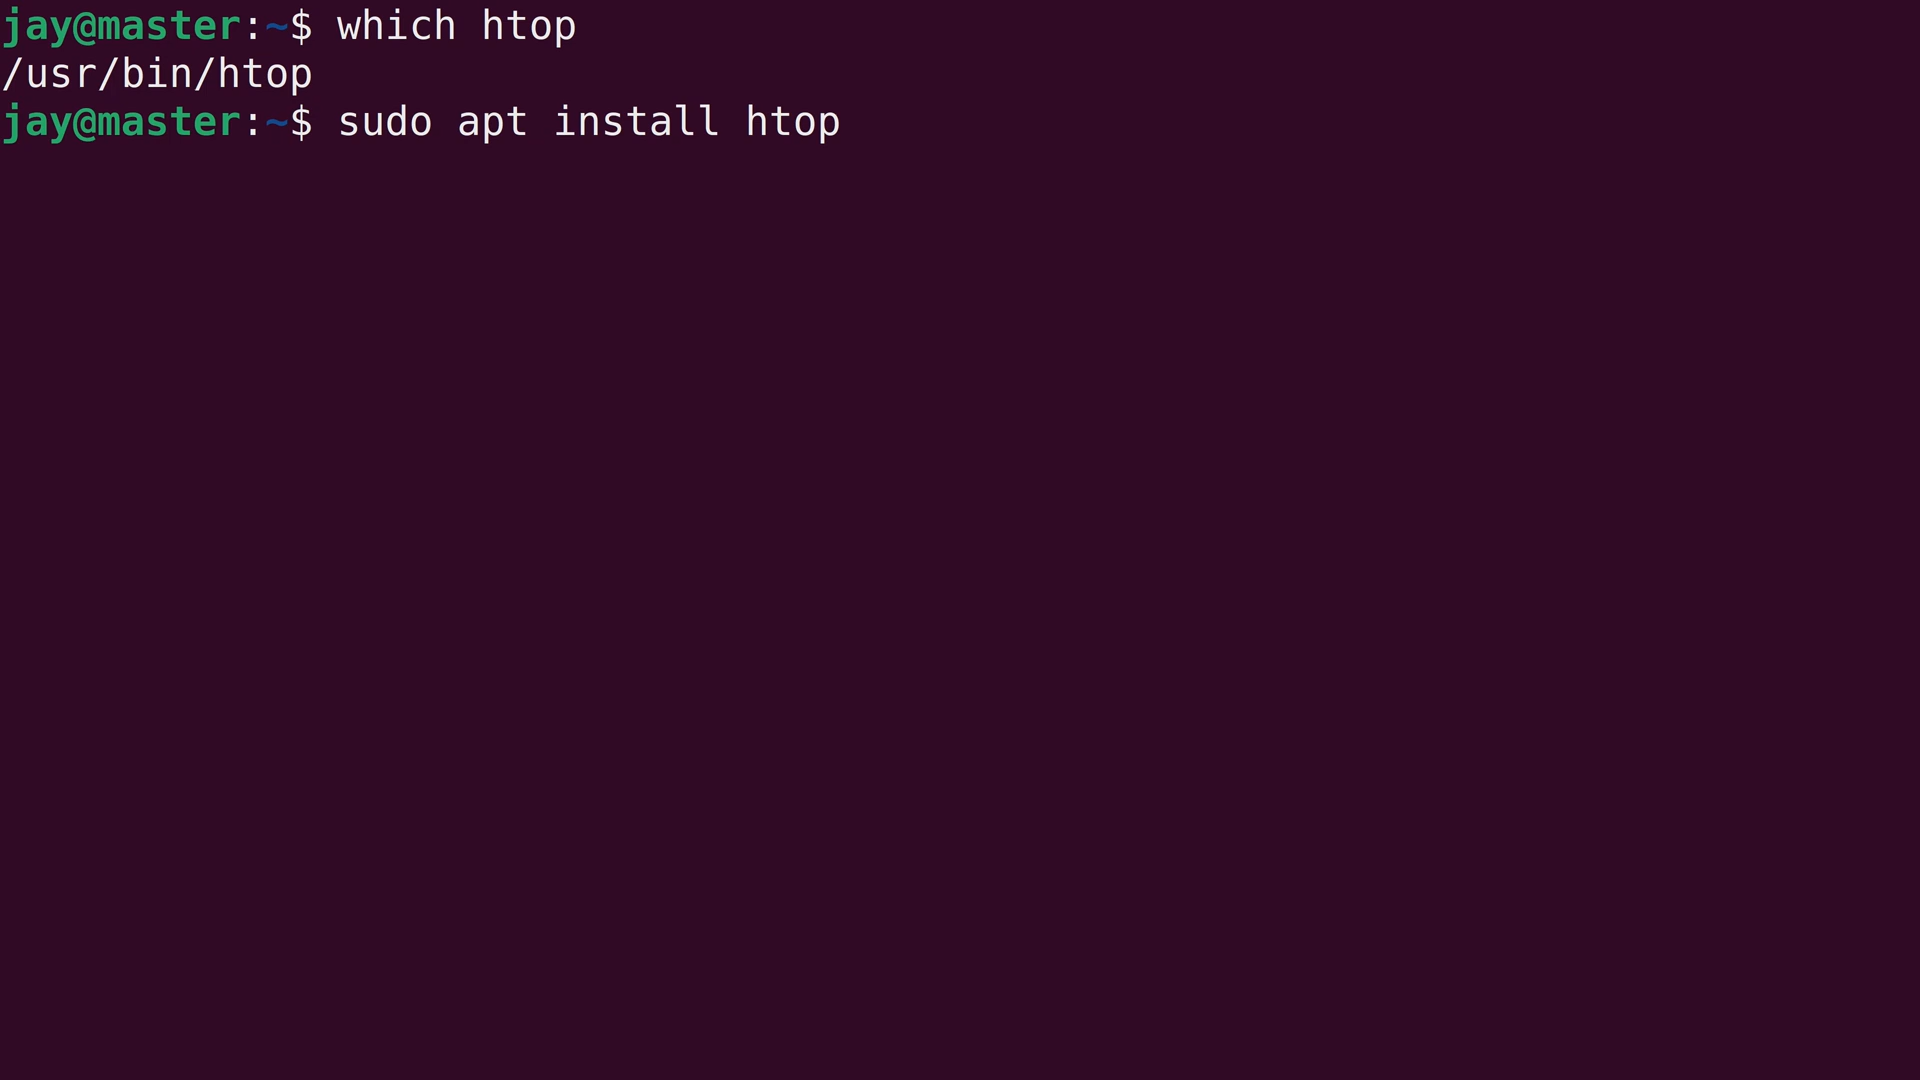 jay@master:~$ which htop
/usr/bin/htop
jay@master:~$ sudo apt install htop